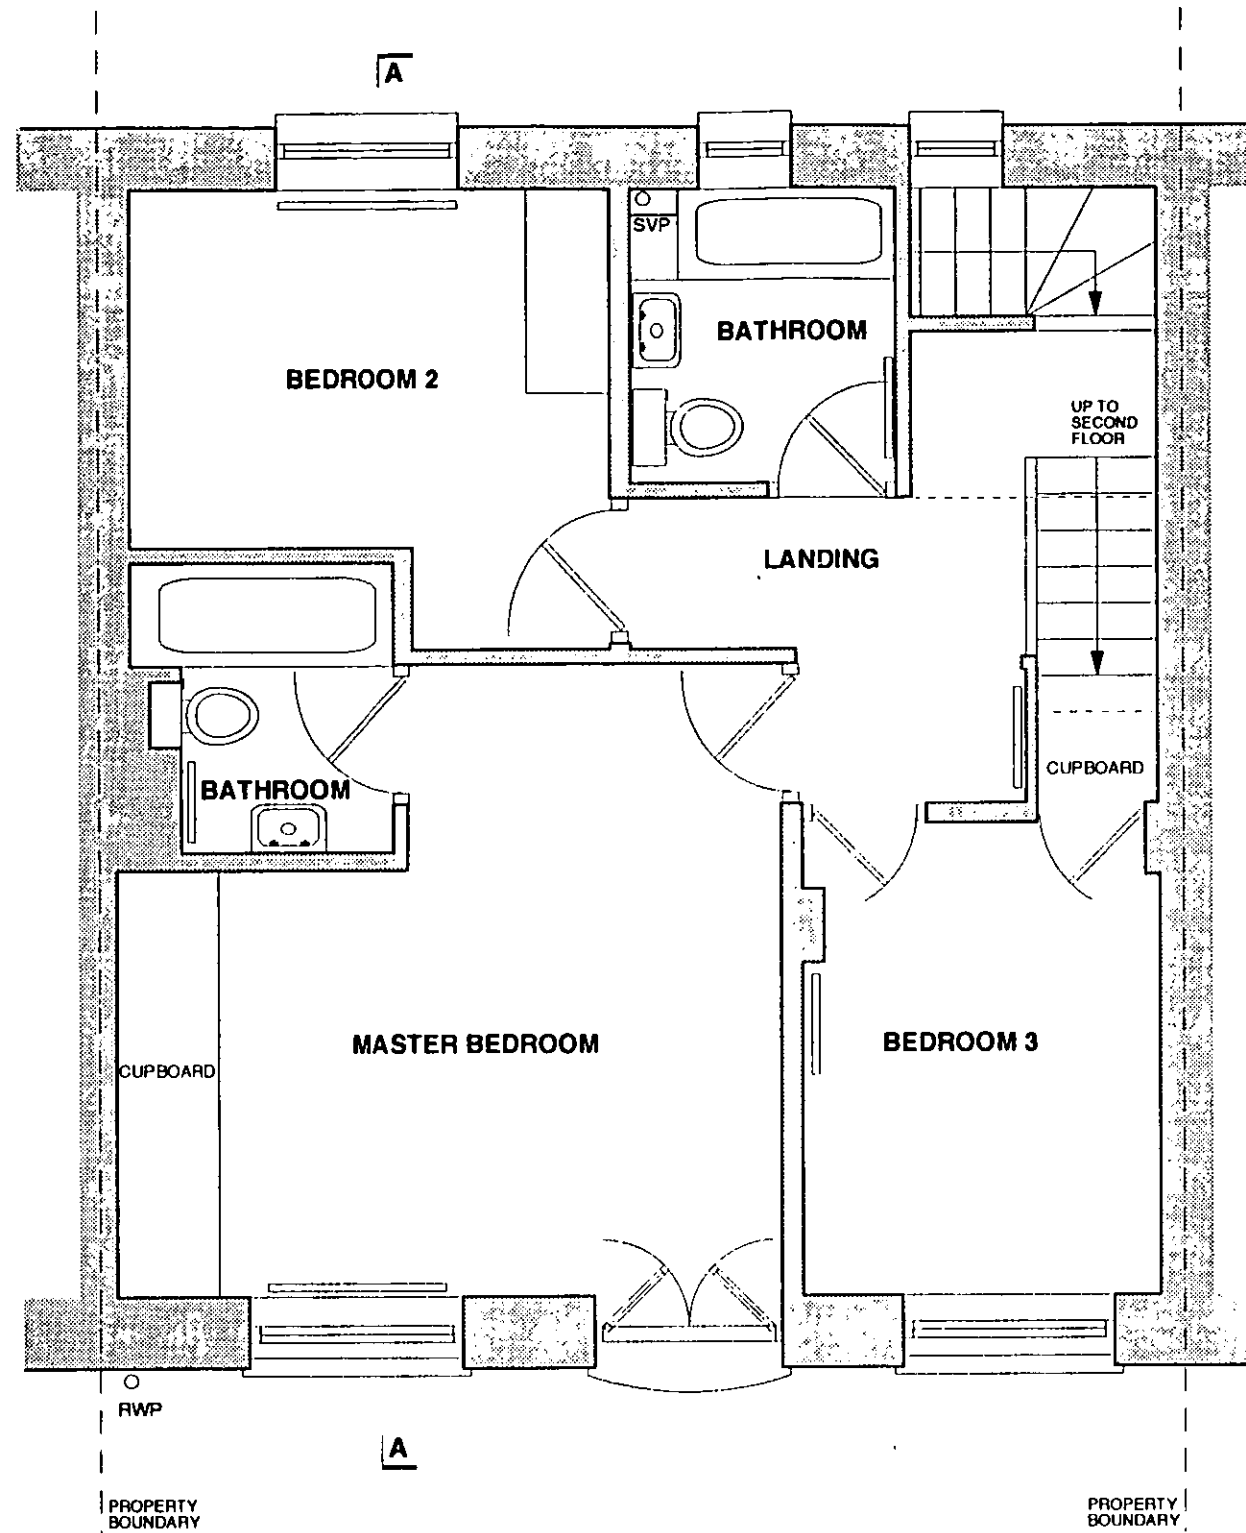 A
SVP
BATHROOM
BEDROOM 2
UP TO
SECOND
FLOOR
LANDING
CUPBOARD
BATHROOM
MASTER BEDROOM
BEDROOM 3
CUPBOARD
RWP
A
PROPERTY
BOUNDARY
PROPERTY
BOUNDARY